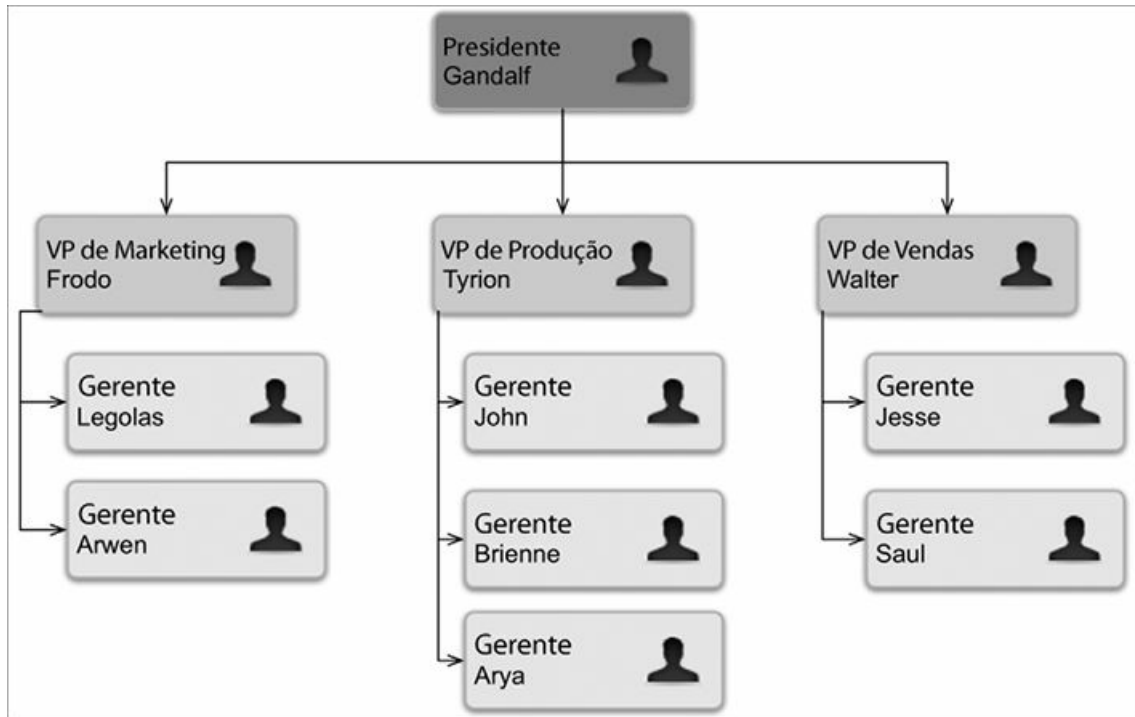 Presidente
Gandalf
VP de Marketing
Frodo
VP de Produção
Tyrion
VP de Vendas
Walter
Gerente
Legolas
Gerente
John
Gerente
Jesse
Gerente
Arwen
Gerente
Brienne
Gerente
Saul
Gerente
Arya